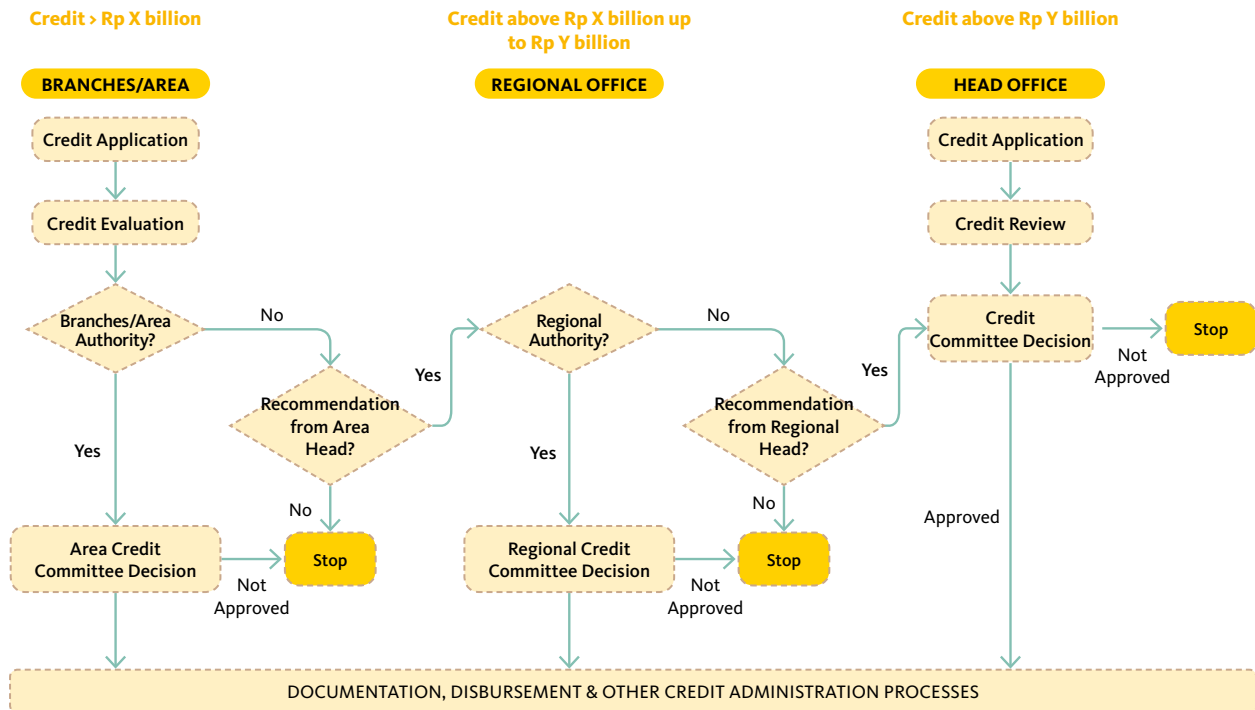 Credit › Rp X billion
Credit above Rp X billion up
to Rp Y billion
Credit above Rp Y billion
BRANCHES/AREA
REGIONAL OFFICE
HEAD OFFICE
Credit Application
Credit Application
Credit Evaluation
Credit Review
Branches/Area
Authority?
No
Regional
Authority?
No
Credit
Committee Decision
Stop
Not
Approved
Yes
Yes
Recommendation
from Area
Head?
Recommendation
from Regional
Head?
Yes
Yes
No
No
Approved
Area Credit
Committee Decision
Stop
Not
Approved
Regional Credit
Committee Decision
Stop
Not
Approved
DOCUMENTATION, DISBURSEMENT & OTHER CREDIT ADMINISTRATION PROCESSES